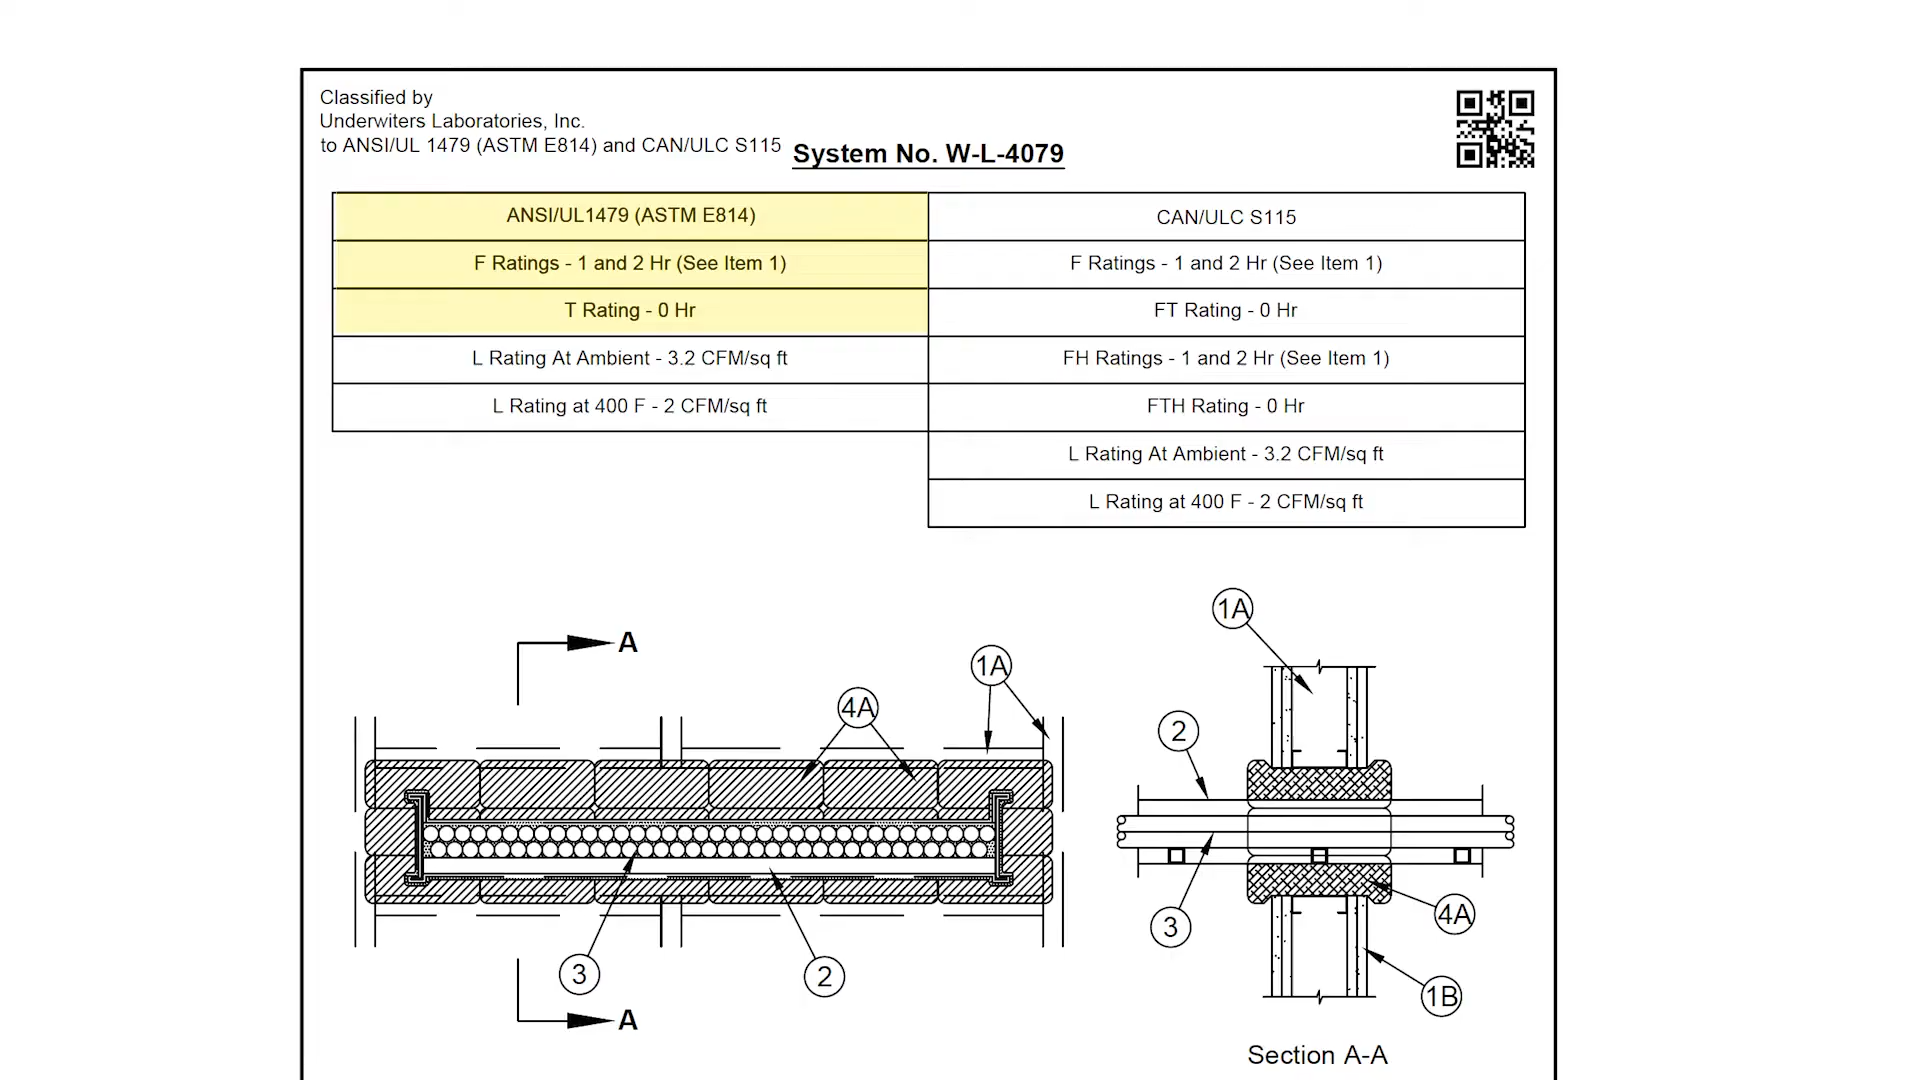 Classified by
Underwiters Laboratories, Inc.
to ANSI/UL 1479 (ASTM E814) and CAN/ULC S115
System No. W-L-4079
ANSI/UL1479 (ASTM E814)
F Ratings - 1 and 2 Hr (See Item 1)
T Rating - 0 Hr
L Rating At Ambient - 3.2 CFM/sq ft
L Rating at 400 F - 2 CFM/sq ft
CAN/ULC S115
F Ratings - 1 and 2 Hr (See Item 1)
FT Rating - 0 Hr
FH Ratings - 1 and 2 Hr (See Item 1)
FTH Rating - 0 Hr
L Rating At Ambient - 3.2 CFM/sq ft
L Rating at 400 F - 2 CFM/sq ft
A
1A
4A
3
2
A
1A
2
3
4A
1B
Section A-A